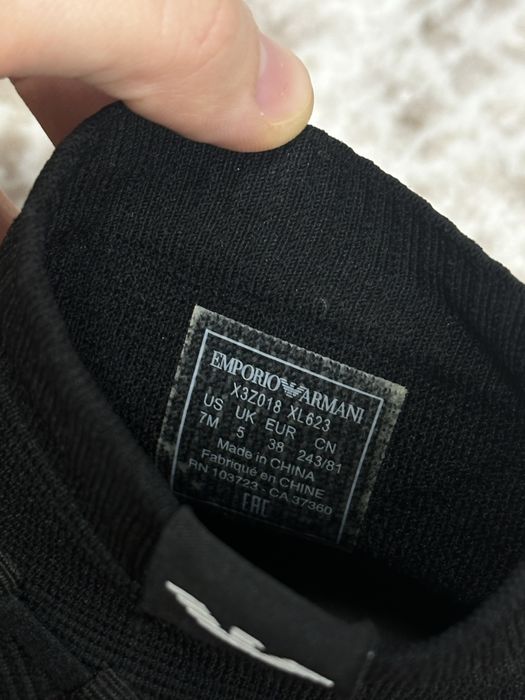 EMPORIO ARMANI
X3Z018 XL623
US UK EUR CN
7M 5 38 243/81
Made in CHINA
Fabriqué en CHINE
RN 103723 - CA 37360
EAC